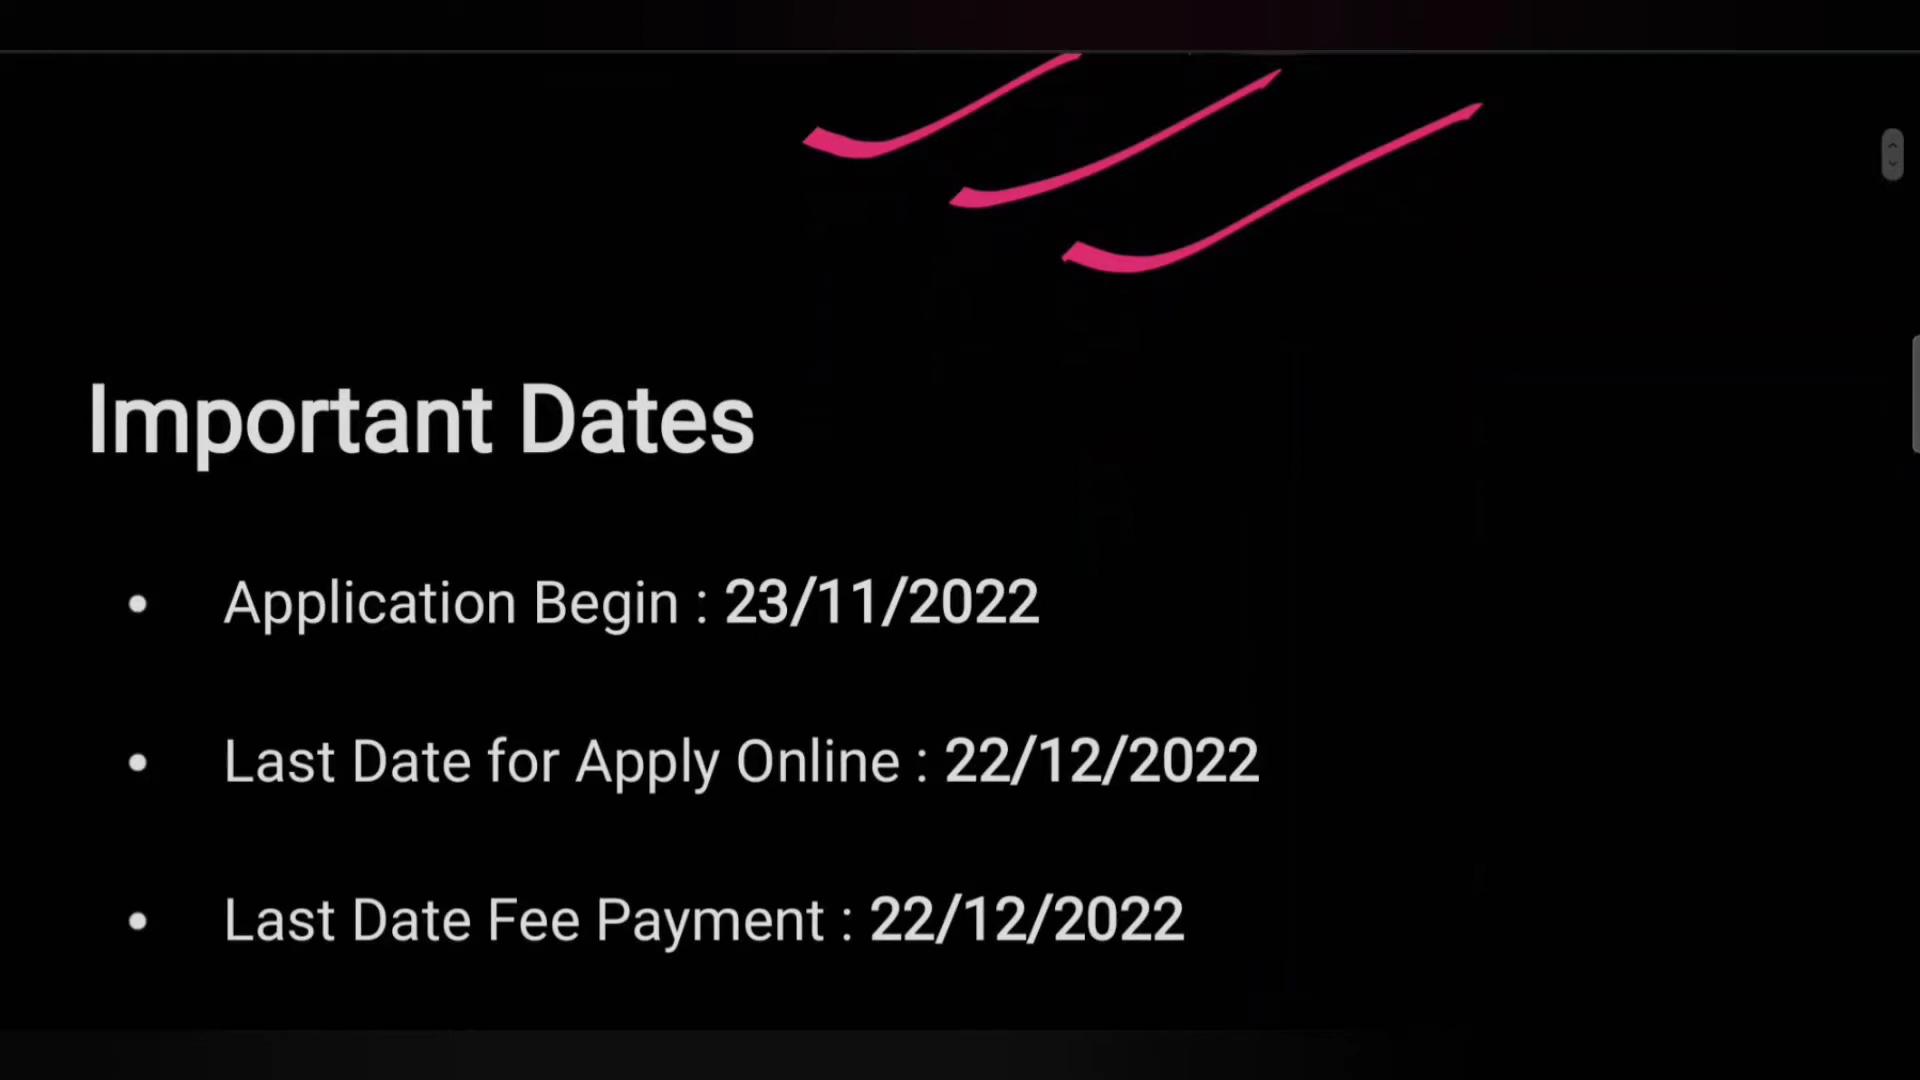 Important Dates
• Application Begin : 23/11/2022
• Last Date for Apply Online : 22/12/2022
• Last Date Fee Payment : 22/12/2022